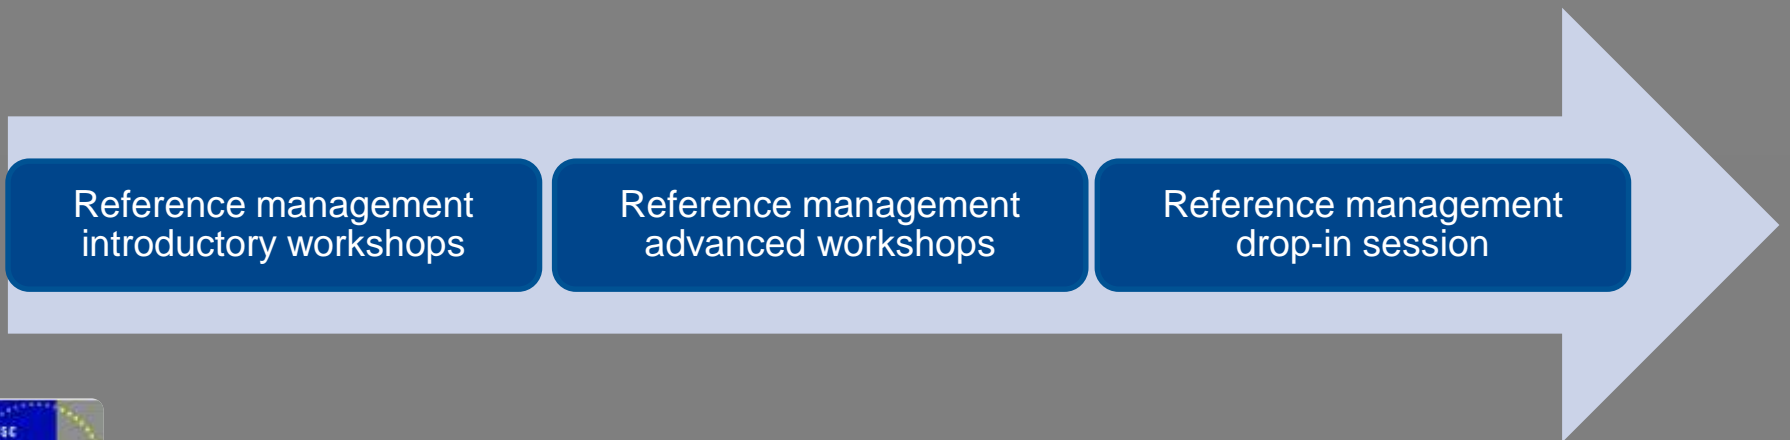 Reference management
introductory workshops
Reference management
advanced workshops
Reference management
drop-in session